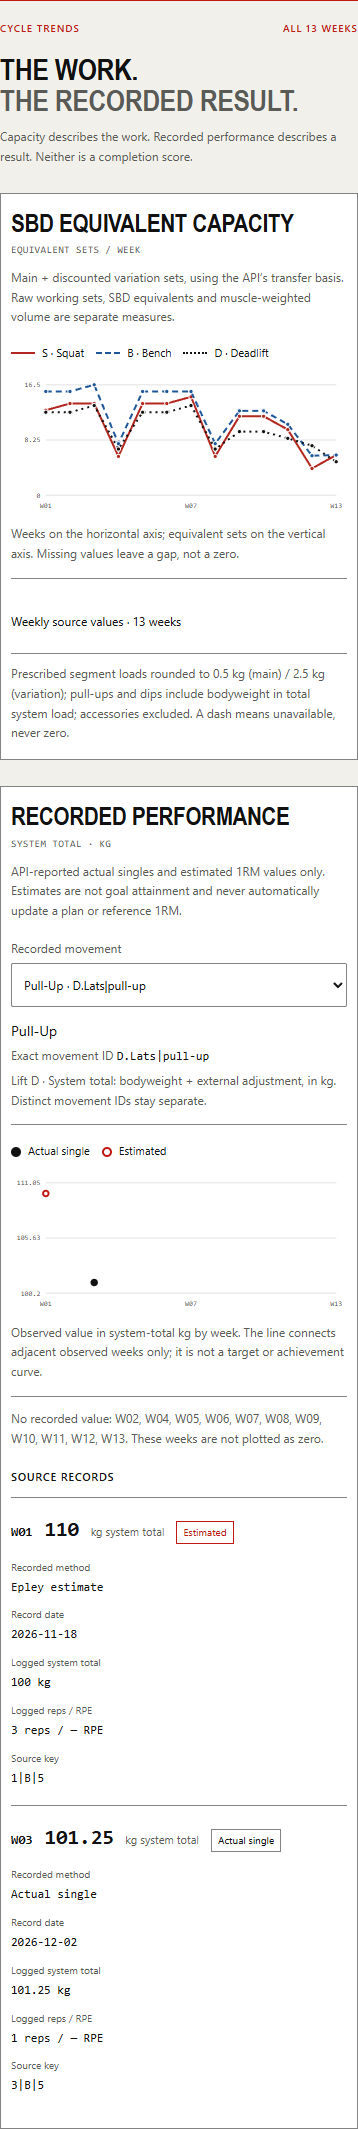 CYCLE TRENDS
ALL 13 WEEKS
THE WORK.
THE RECORDED RESULT.
Capacity describes the work. Recorded performance describes a
result. Neither is a completion score.
SBD EQUIVALENT CAPACITY
EQUIVALENT SETS / WEEK
Main + discounted variation sets, using the API's transfer basis.
Raw working sets, SBD equivalents and muscle-weighted
volume are separate measures.
S · Squat
B · Bench
D · Deadlift
16.5
8.25
0
W01
W07
W13
Weeks on the horizontal axis; equivalent sets on the vertical
axis. Missing values leave a gap, not a zero.
Weekly source values · 13 weeks
Prescribed segment loads rounded to 0.5 kg (main) / 2.5 kg
(variation); pull-ups and dips include bodyweight in total
system load; accessories excluded. A dash means unavailable,
never zero.
RECORDED PERFORMANCE
SYSTEM TOTAL · KG
API-reported actual singles and estimated 1RM values only.
Estimates are not goal attainment and never automatically
update a plan or reference 1RM.
Recorded movement
Pull-Up · D.Lats|pull-up
Pull-Up
Exact movement ID D.Lats|pull-up
Lift D · System total: bodyweight + external adjustment, in kg.
Distinct movement IDs stay separate.
Actual single
Estimated
111.05
105.63
100.2
W01
W07
W13
Observed value in system-total kg by week. The line connects
adjacent observed weeks only; it is not a target or achievement
curve.
No recorded value: W02, W04, W05, W06, W07, W08, W09,
W10, W11, W12, W13. These weeks are not plotted as zero.
SOURCE RECORDS
W01 110 kg system total Estimated
Recorded method
Epley estimate
Record date
2026-11-18
Logged system total
100 kg
Logged reps / RPE
3 reps / — RPE
Source key
1|B|5
W03 101.25 kg system total Actual single
Recorded method
Actual single
Record date
2026-12-02
Logged system total
101.25 kg
Logged reps / RPE
1 reps / — RPE
Source key
3|B|5